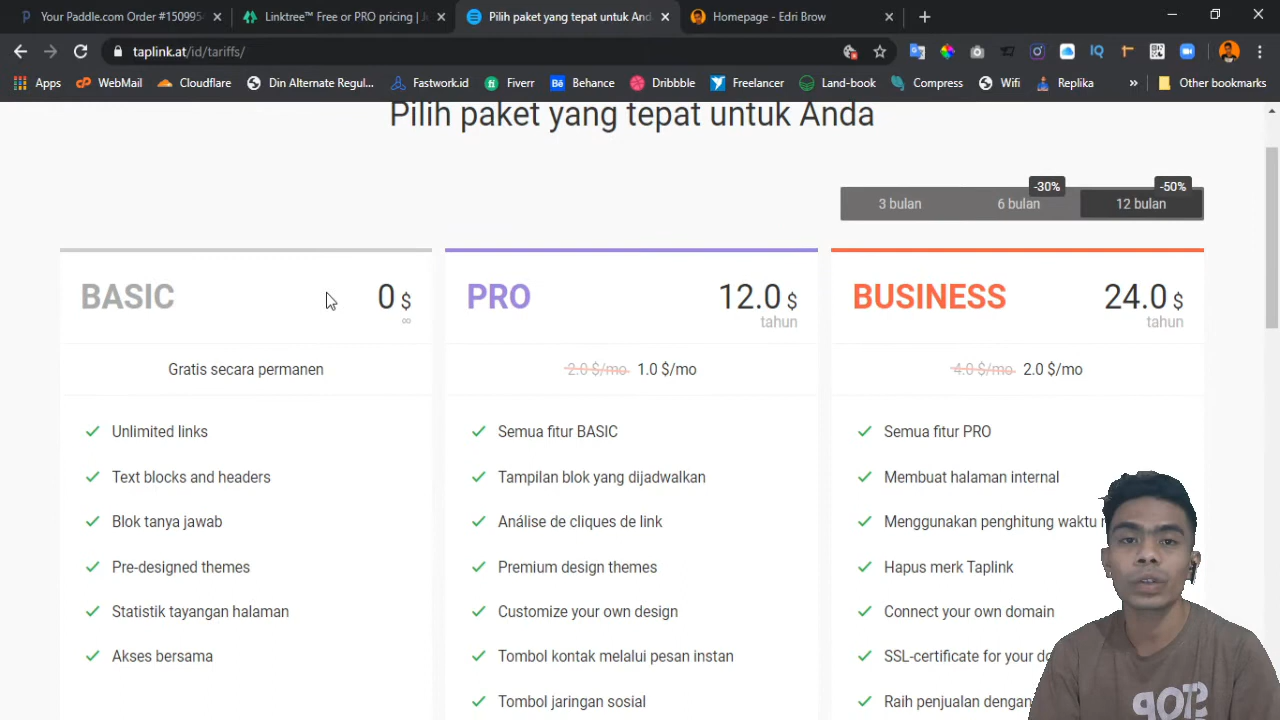 Your Paddle.com Order #150995
Linktree™ Free or PRO pricing | J
Pilih paket yang tepat untuk And
Homepage - Edri Brow
taplink.at/id/tariffs/
Apps
WebMail
Cloudflare
Din Alternate Regul...
Fastwork.id
Fiverr
Behance
Dribbble
Freelancer
Land-book
Compress
Wifi
Replika
»
Other bookmarks
Pilih paket yang tepat untuk Anda
-30%
-50%
3 bulan
6 bulan
12 bulan
BASIC
0 $
∞
Gratis secara permanen
Unlimited links
Text blocks and headers
Blok tanya jawab
Pre-designed themes
Statistik tayangan halaman
Akses bersama
PRO
12.0 $
tahun
2.0 $/mo 1.0 $/mo
Semua fitur BASIC
Tampilan blok yang dijadwalkan
Análise de cliques de link
Premium design themes
Customize your own design
Tombol kontak melalui pesan instan
Tombol jaringan sosial
BUSINESS
24.0 $
tahun
4.0 $/mo 2.0 $/mo
Semua fitur PRO
Membuat halaman internal
Menggunakan penghitung waktu
Hapus merk Taplink
Connect your own domain
SSL-certificate for your
Raih penjualan dengan